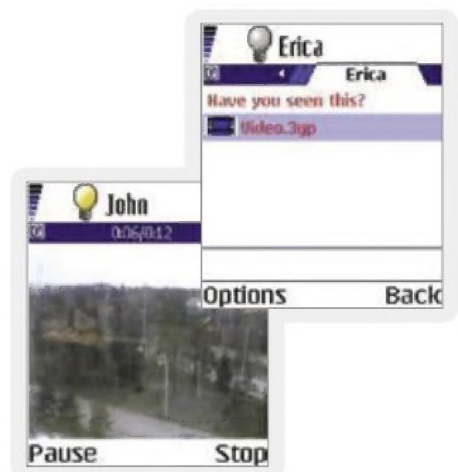 Erica
Erica
Have you seen this?
Video.3gp
Options Back
John
0:06/0:12
Pause Stop